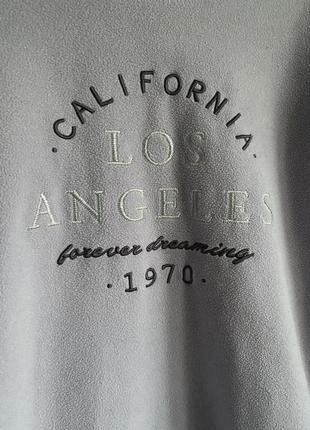 · CALIFORNIA ·
LOS
ANGELES
forever dreaming
· 1970 ·